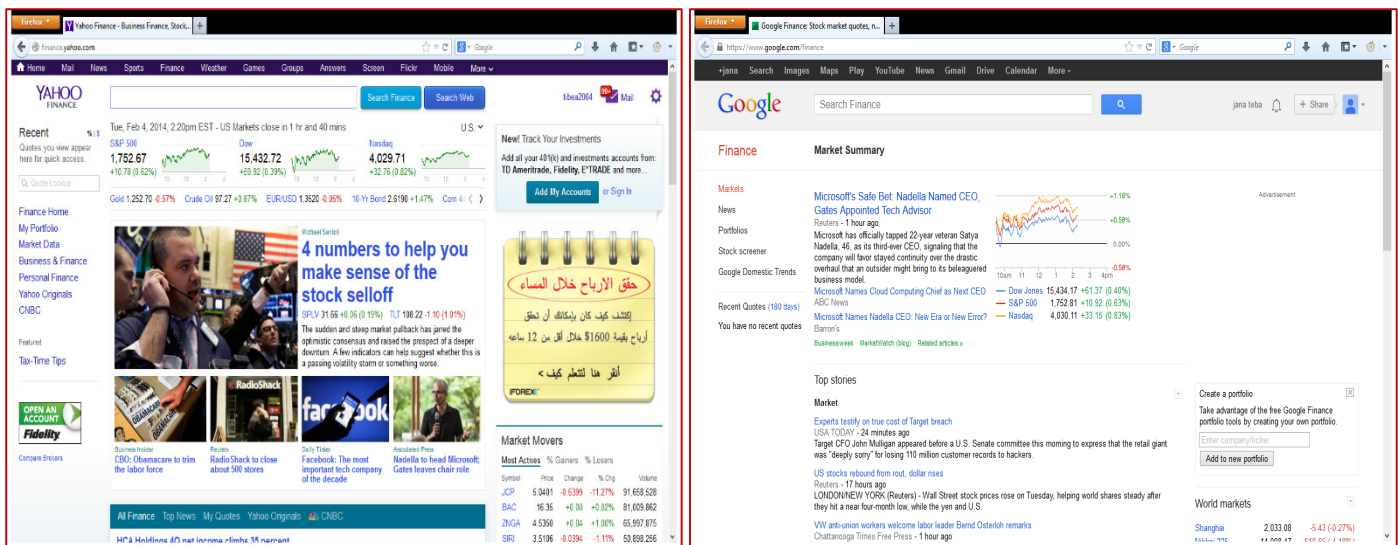 Firefox
Yahoo Finance - Business Finance, Stock...
finance.yahoo.com
Google
Home Mail News Sports Finance Weather Games Groups Answers Screen Flickr Mobile More
YAHOO
FINANCE
Search Finance
Search Web
tibea2004
99+
Mail
Recent
% | $
Quotes you view appear
here for quick access.
Quote Lookup
Finance Home
My Portfolio
Market Data
Business & Finance
Personal Finance
Yahoo Originals
CNBC
Featured
Tax-Time Tips
OPEN AN
ACCOUNT
Fidelity
Compare Brokers
Tue, Feb 4, 2014, 2:20pm EST - US Markets close in 1 hr and 40 mins
U.S.
S&P 500
1,752.67
+10.78 (0.62%)
Dow
15,432.72
+59.92 (0.39%)
Nasdaq
4,029.71
+32.76 (0.82%)
Gold 1,252.70 -0.57% Crude Oil 97.27 +0.87% EUR/USD 1.3520 -0.05% 10-Yr Bond 2.6190 +1.47%
Michael Santoli
4 numbers to help you
make sense of the
stock selloff
SPLV 31.66 +0.06 (0.19%) TLT 108.22 -1.10 (1.01%)
The sudden and steep market pullback has jarred the
optimistic consensus and raised the prospect of a deeper
downturn. A few indicators can help suggest whether this is
a passing volatility storm or something worse.
OBAMACARE
RadioShack
facebook
Business Insider
CBO: Obamacare to trim
the labor force
Reuters
RadioShack to close
about 500 stores
Daily Ticker
Facebook: The most
important tech company
of the decade
Associated Press
Nadella to head Microsoft;
Gates leaves chair role
All Finance Top News My Quotes Yahoo Originals CNBC
HCA Holdings 4Q net income climbs 35 percent
New! Track Your Investments
Add all your 401(k) and investments accounts from:
TD Ameritrade, Fidelity, E*TRADE and more...
Add My Accounts
or Sign In
حقق الارباح خلال المساء
إكتشف كيف كان بإمكانك أن تحقق
أرباح بقيمة $1600 خلال أقل من 12 ساعه
أنقر هنا لتتعلم كيف >
iFOREX
Market Movers
Most Actives % Gainers % Losers
Symbol Price Change % Chg Volume
JCP 5.0401 -0.6399 -11.27% 91,658,528
BAC 16.35 +0.00 +0.02% 81,009,862
ZNGA 4.5350 +0.04 +1.00% 65,997,875
SIRI 3.5106 -0.0394 -1.11% 50,898,256
Firefox
Google Finance: Stock market quotes, n...
https://www.google.com/finance
Google
+jana Search Images Maps Play YouTube News Gmail Drive Calendar More
Google
Search Finance
jana teba
+ Share
Finance
Market Summary
Markets
News
Portfolios
Stock screener
Google Domestic Trends
Recent Quotes (180 days)
You have no recent quotes
Microsoft's Safe Bet: Nadella Named CEO,
Gates Appointed Tech Advisor
Reuters - 1 hour ago
Microsoft has officially tapped 22-year veteran Satya
Nadella, 46, as its third-ever CEO, signaling that the
company will favor stayed continuity over the drastic
overhaul that an outsider might bring to its beleaguered
business model.
Microsoft Names Cloud Computing Chief as Next CEO
ABC News
Microsoft Names Nadella CEO: New Era or New Error?
Barron's
Businessweek MarketWatch (blog) Related articles »
+1.16%
+0.58%
0.00%
-0.58%
10am 11 12 1 2 3 4pm
Dow Jones 15,434.17 +61.37 (0.40%)
S&P 500 1,752.81 +10.92 (0.63%)
Nasdaq 4,030.11 +33.15 (0.83%)
Advertisement
Top stories
Market
Experts testify on true cost of Target breach
USA TODAY - 24 minutes ago
Target CFO John Mulligan appeared before a U.S. Senate committee this morning to express that the retail giant
was "deeply sorry" for losing 110 million customer records to hackers.
US stocks rebound from rout, dollar rises
Reuters - 17 hours ago
LONDON/NEW YORK (Reuters) - Wall Street stock prices rose on Tuesday, helping world shares steady after
they hit a near four-month low, while the yen and U.S.
VW anti-union workers welcome labor leader Bernd Osterloh remarks
Chattanooga Times Free Press - 1 hour ago
Create a portfolio
Take advantage of the free Google Finance
portfolio tools by creating your own portfolio.
Enter company/ticker
Add to new portfolio
World markets
Shanghai 2,033.08 -5.43 (-0.27%)